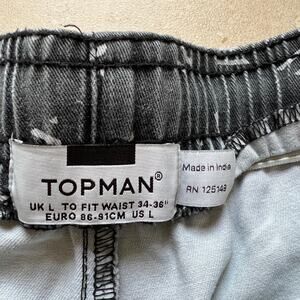 TOPMAN®
UK L TO FIT WAIST 34-36"
EURO 86-91CM US L
Made in India
RN 125149